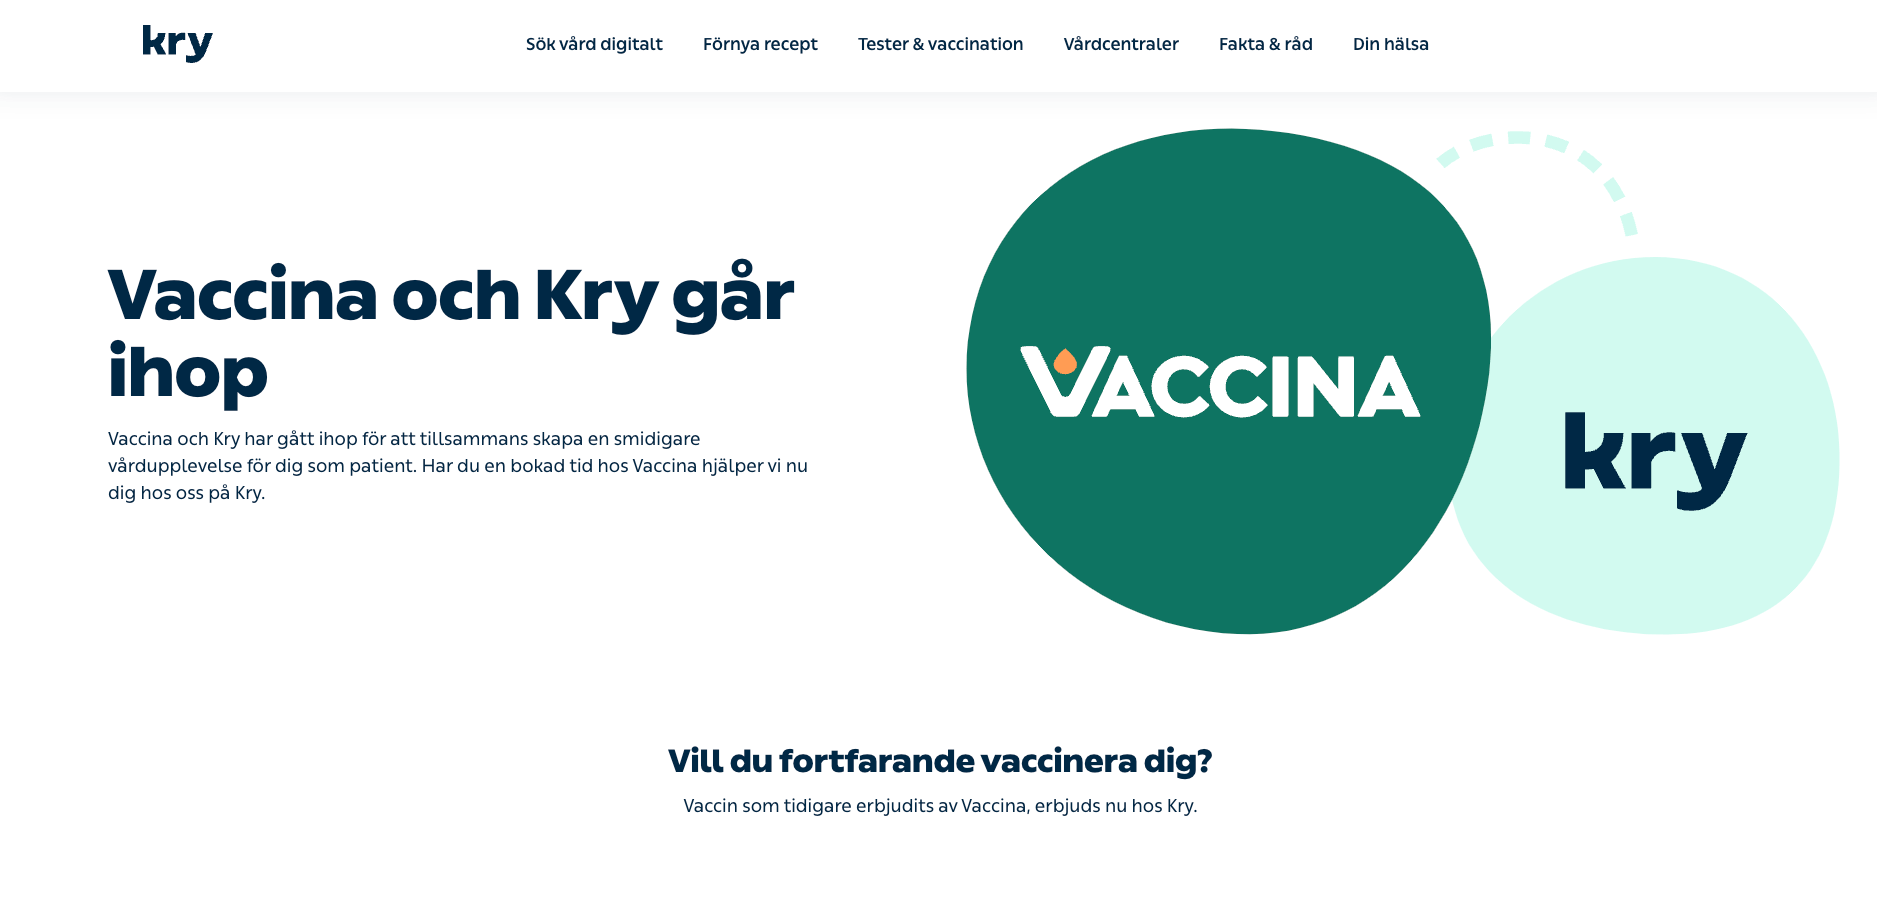 kry
Sök vård digitalt
Förnya recept
Tester & vaccination
Vårdcentraler
Fakta & råd
Din hälsa
Vaccina och Kry går
ihop
Vaccina och Kry har gått ihop för att tillsammans skapa en smidigare
vårdupplevelse för dig som patient. Har du en bokad tid hos Vaccina hjälper vi nu
dig hos oss på Kry.
VACCINA
kry
Vill du fortfarande vaccinera dig?
Vaccin som tidigare erbjudits av Vaccina, erbjuds nu hos Kry.